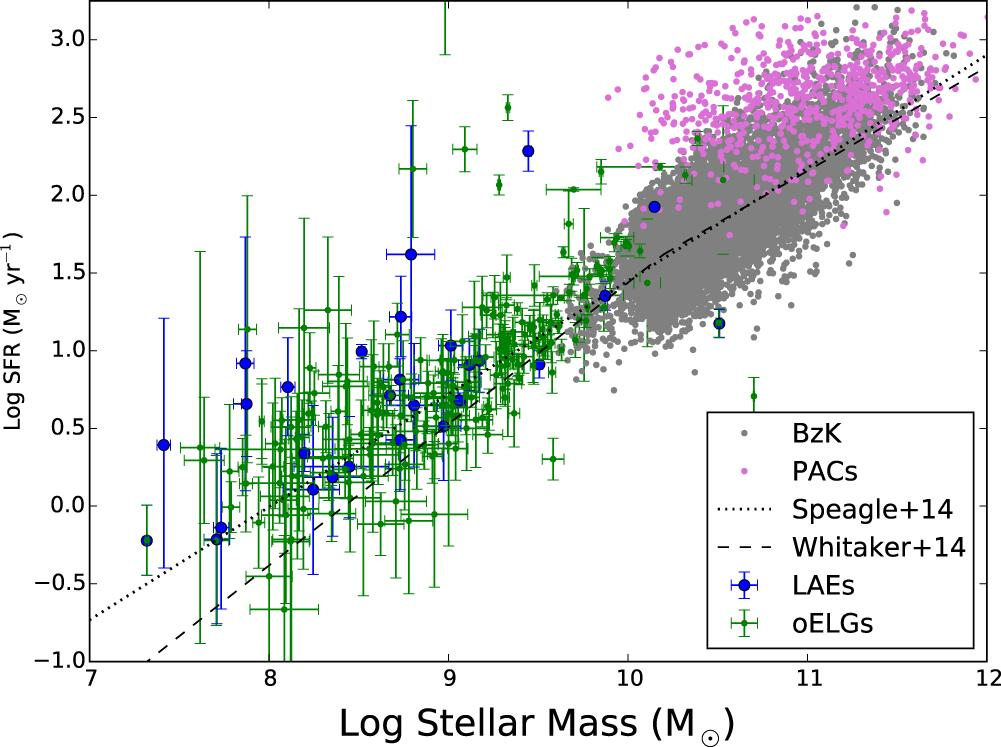 3.0
2.5
2.0
1.5
1.0
0.5
0.0
−0.5
−1.0
Log SFR (M⊙ yr⁻¹)
7 8 9 10 11 12
Log Stellar Mass (M⊙)
BzK
PACs
Speagle+14
Whitaker+14
LAEs
oELGs